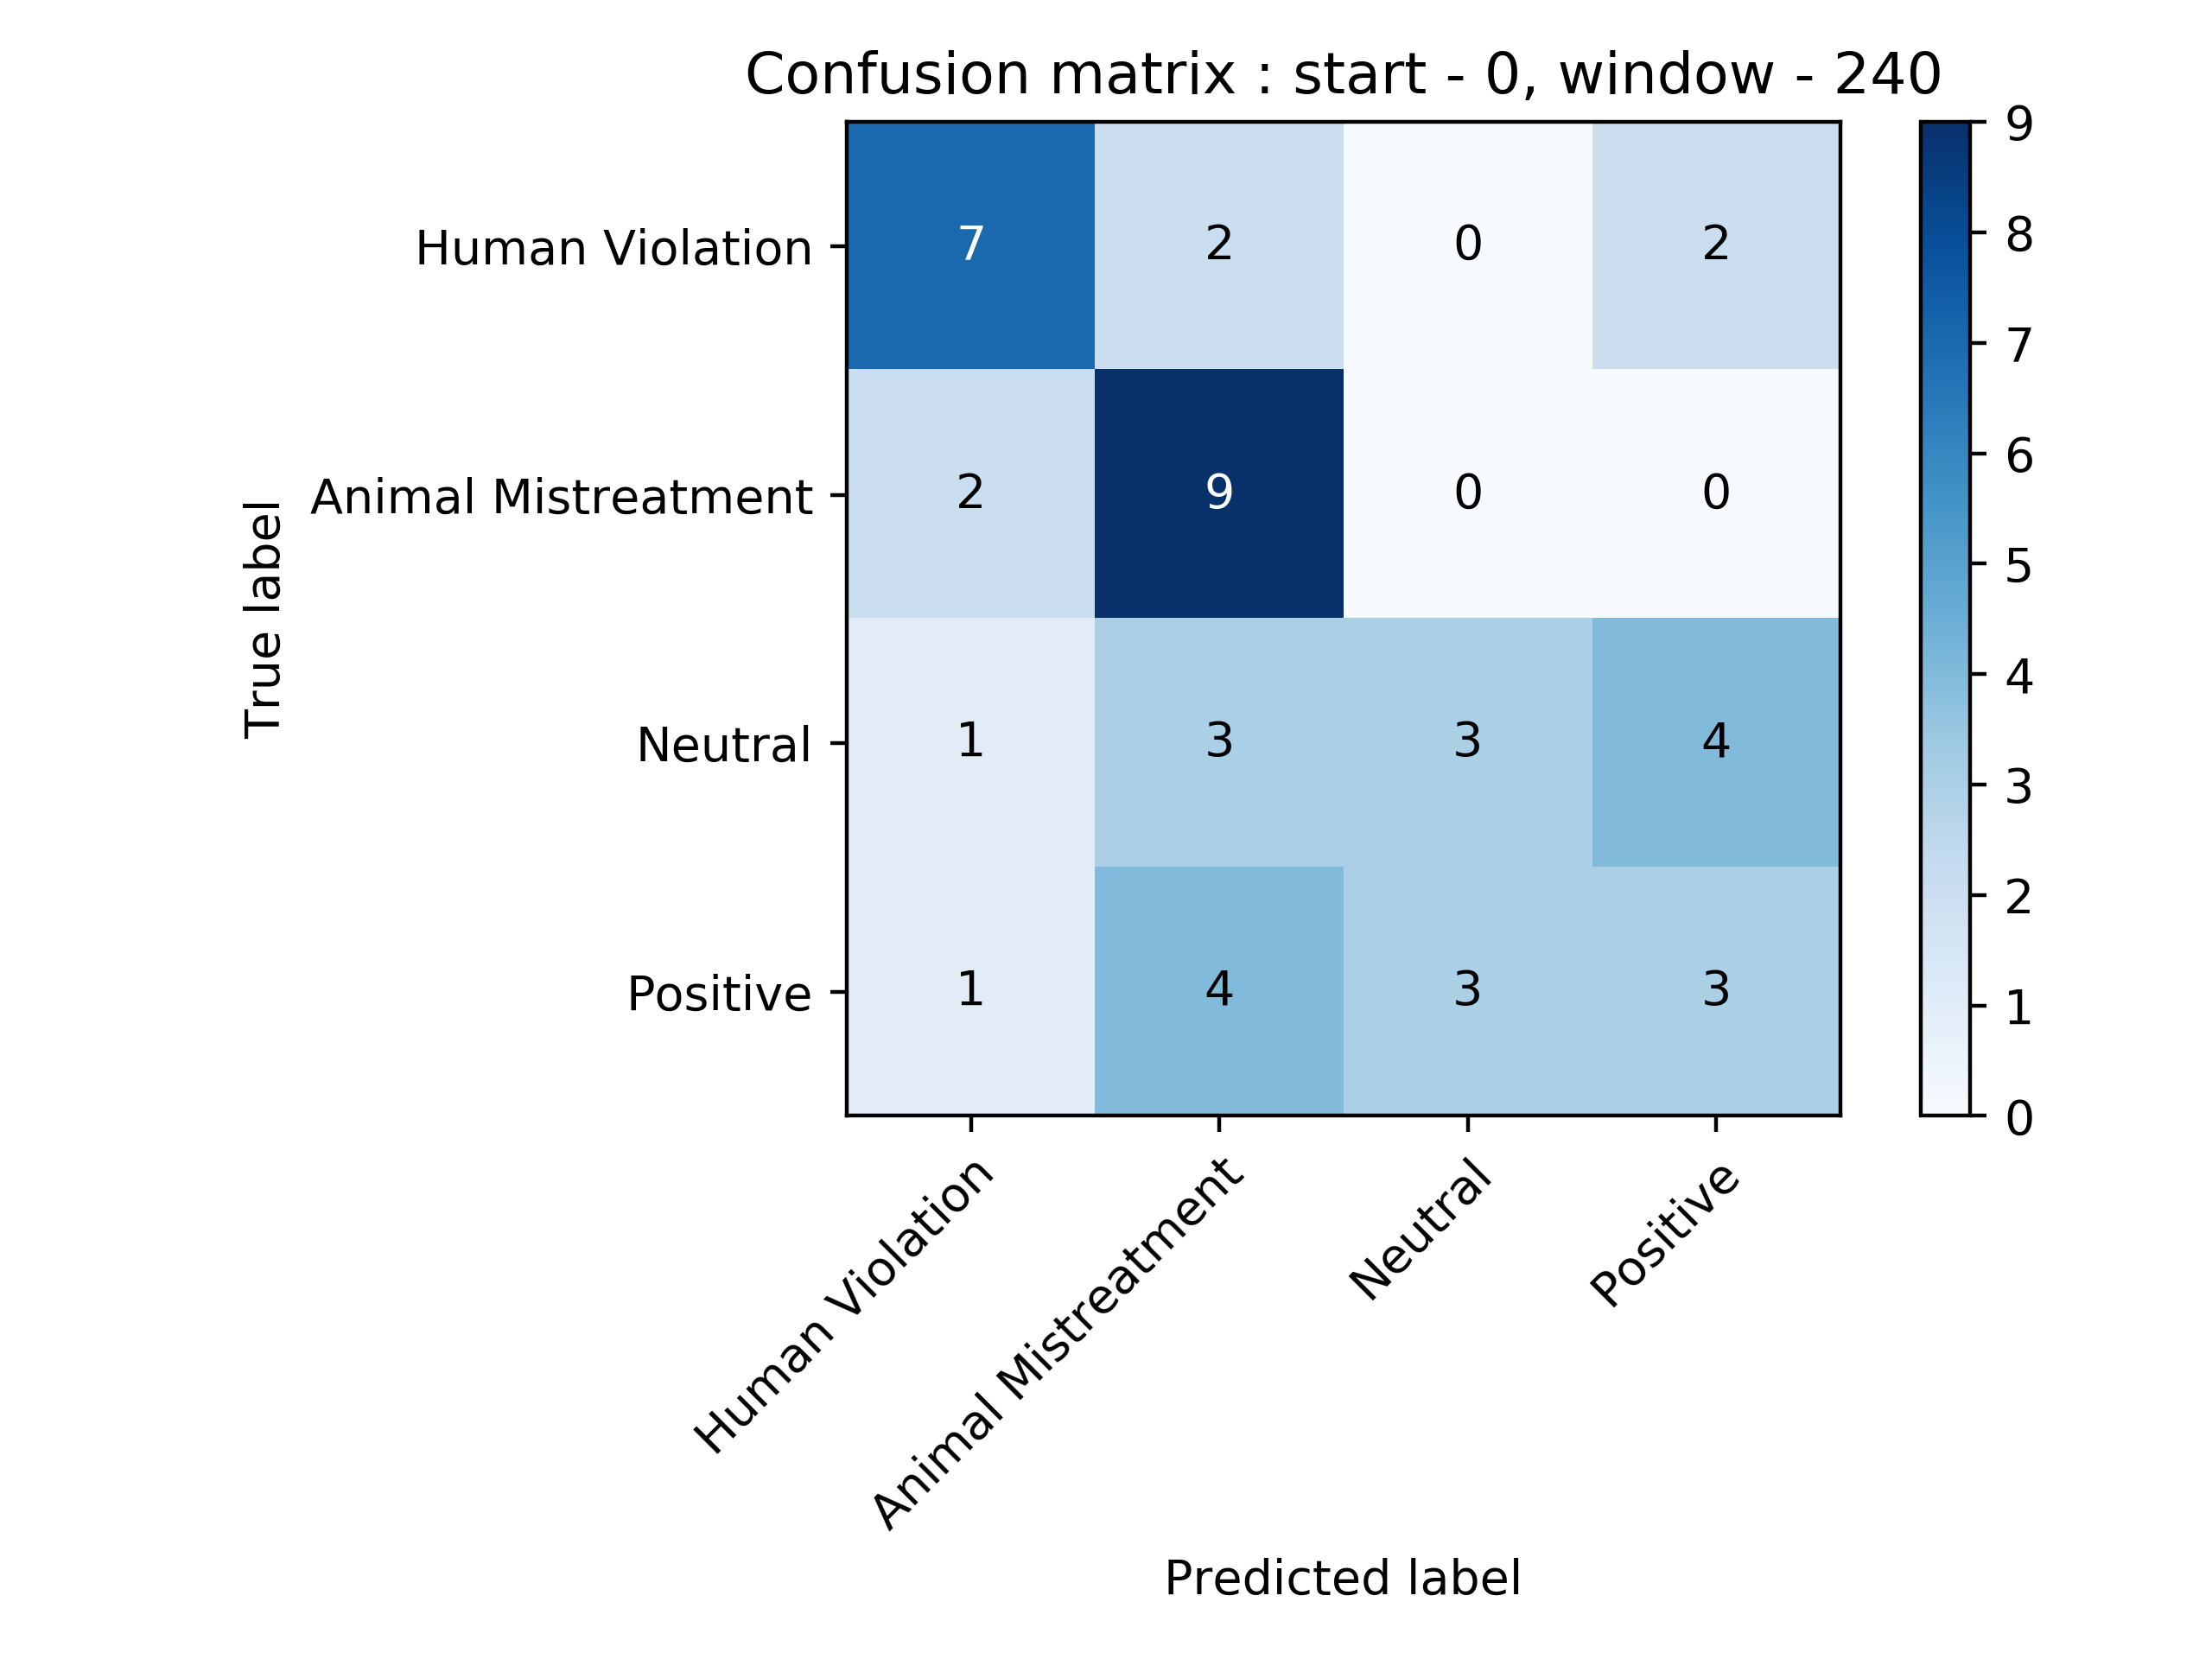 Confusion matrix : start - 0, window - 240
True label
Human Violation 7 2 0 2
Animal Mistreatment 2 9 0 0
Neutral 1 3 3 4
Positive 1 4 3 3
Human Violation
Animal Mistreatment
Neutral
Positive
Predicted label
9
8
7
6
5
4
3
2
1
0